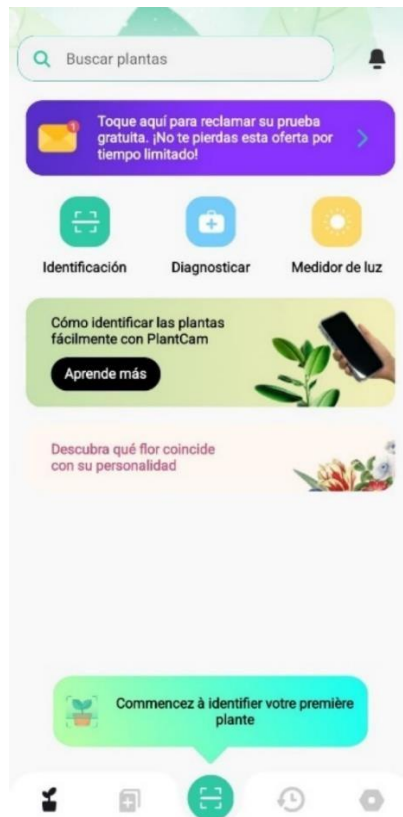 Buscar plantas
1
Toque aquí para reclamar su prueba
gratuita. ¡No te pierdas esta oferta por
tiempo limitado!
Identificación
Diagnosticar
Medidor de luz
Cómo identificar las plantas
fácilmente con PlantCam
Aprende más
Descubra qué flor coincide
con su personalidad
Commencez à identifier votre première
plante